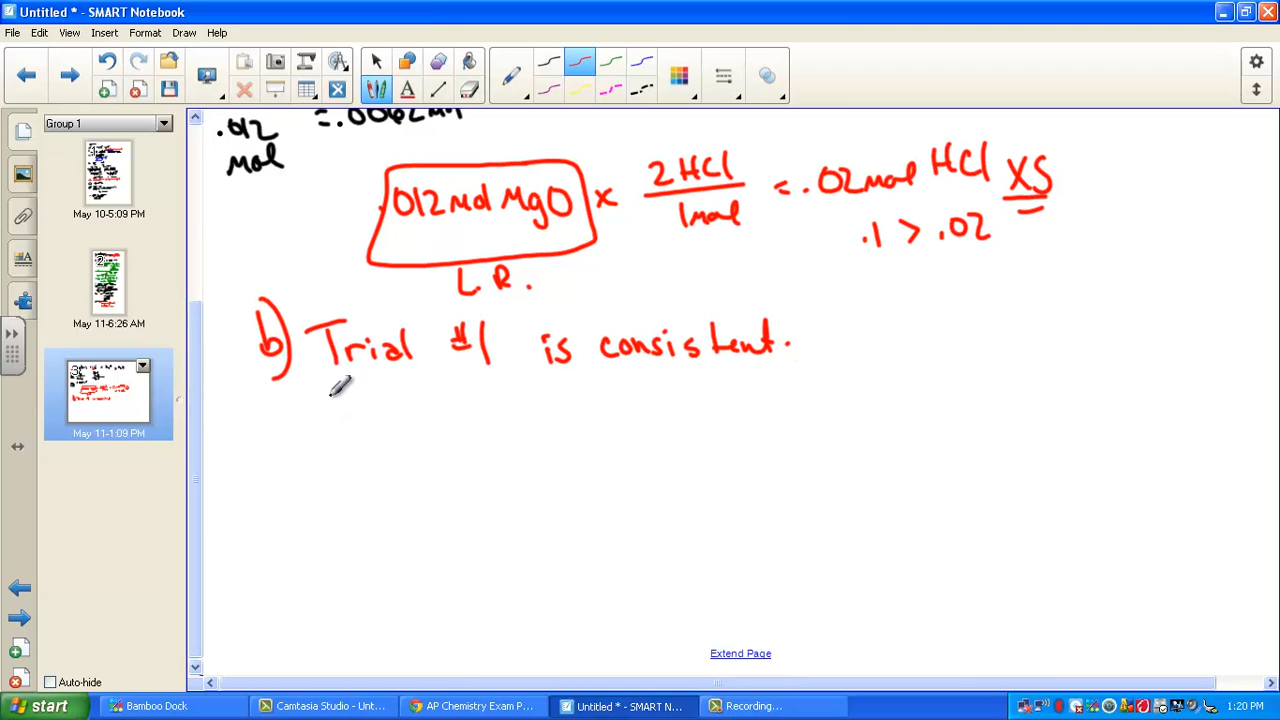 Untitled * - SMART Notebook
File Edit View Insert Format Draw Help
Group 1
May 10-5:09 PM
May 11-6:26 AM
May 11-1:09 PM
Auto-hide
.012
mol
.012 mol MgO x 2 HCl / 1 mol = .02 mol HCl XS
.1 > .02
L.R.
b) Trial #1 is consistent.
Extend Page
start
Bamboo Dock
Camtasia Studio - Unt...
AP Chemistry Exam P...
Untitled * - SMART N...
Recording...
1:20 PM